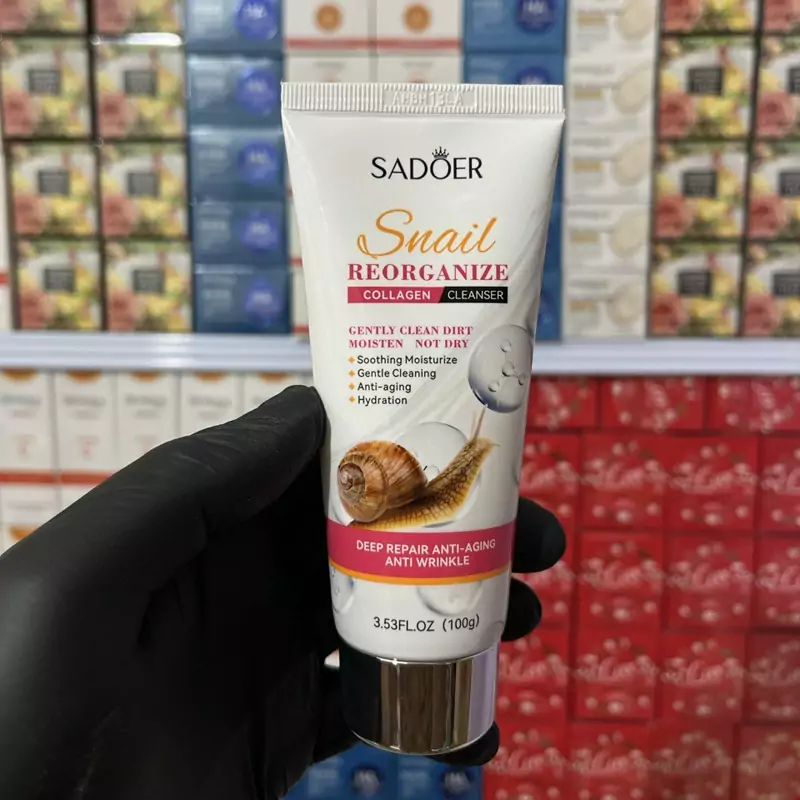 SADOER
Snail
REORGANIZE
COLLAGEN / CLEANSER
GENTLY CLEAN DIRT
MOISTEN NOT DRY
Soothing Moisturize
Gentle Cleaning
Anti-aging
Hydration
DEEP REPAIR ANTI-AGING
ANTI WRINKLE
3.53FL.OZ (100g)